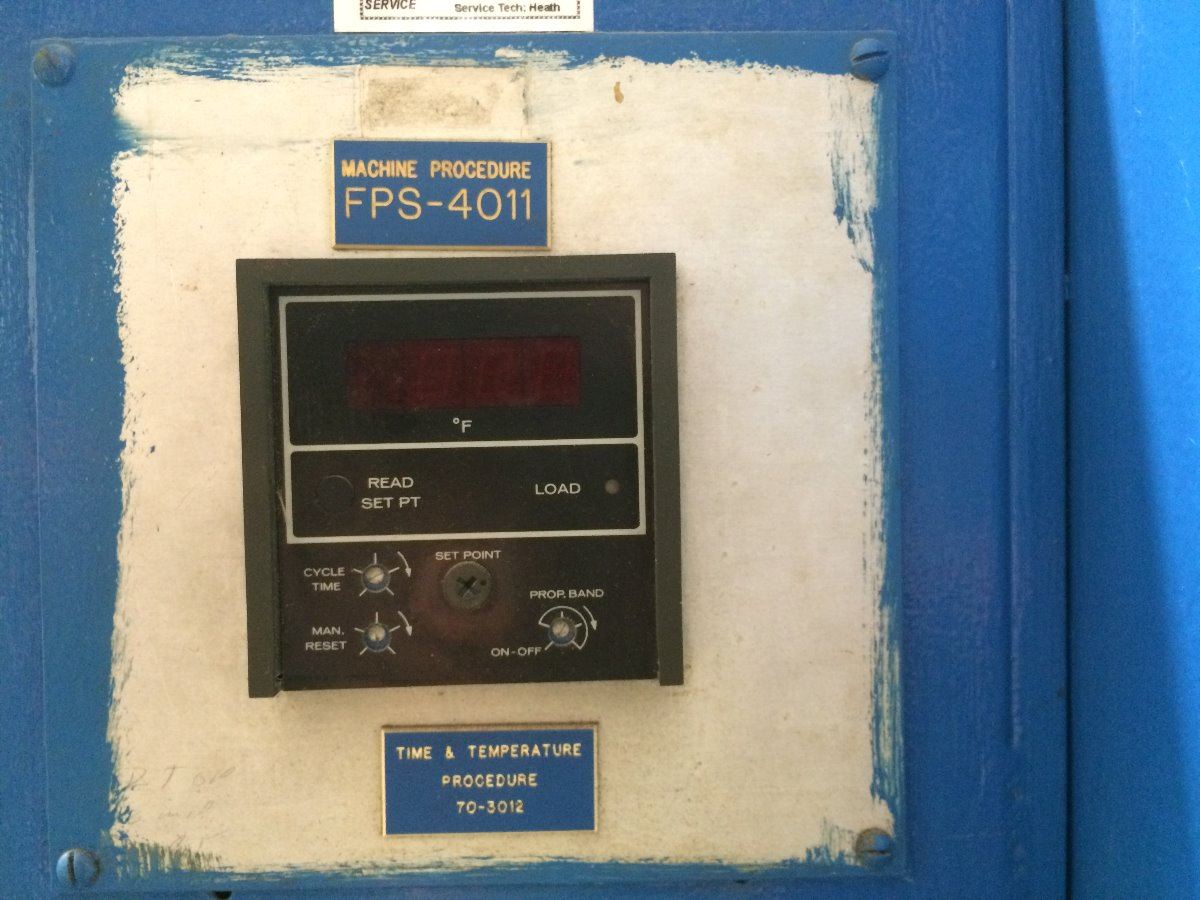 SERVICE
Service Tech: Heath
MACHINE PROCEDURE
FPS-4011
°F
READ
SET PT
LOAD
SET POINT
CYCLE
TIME
PROP. BAND
MAN.
RESET
ON-OFF
TIME & TEMPERATURE
PROCEDURE
70-3012